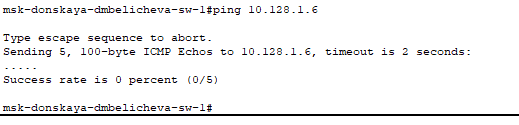 msk-donskaya-dmbelicheva-sw-1#ping 10.128.1.6
Type escape sequence to abort.
Sending 5, 100-byte ICMP Echos to 10.128.1.6, timeout is 2 seconds:
.....
Success rate is 0 percent (0/5)
msk-donskaya-dmbelicheva-sw-1#